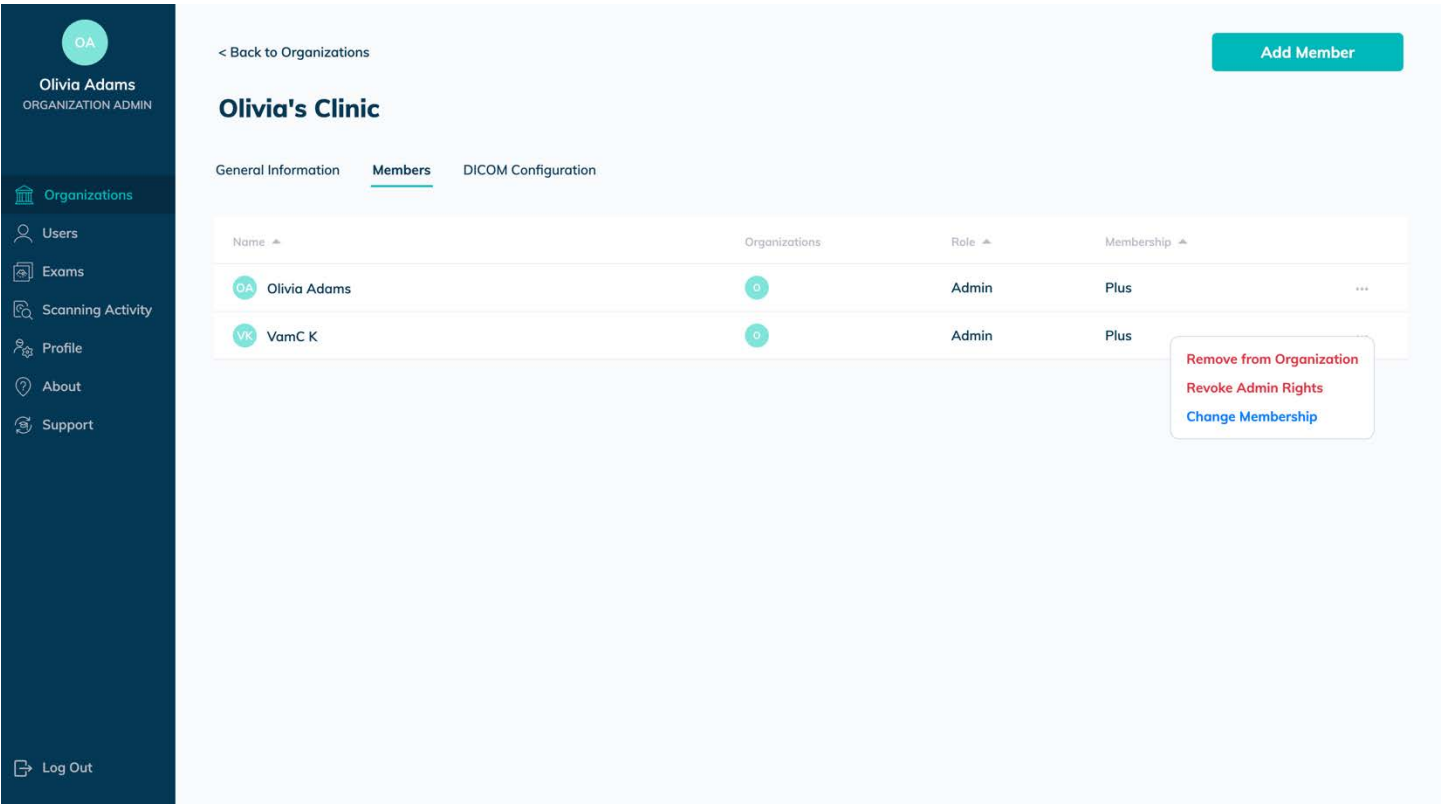 OA
Olivia Adams
ORGANIZATION ADMIN
Organizations
Users
Exams
Scanning Activity
Profile
About
Support
Log Out
< Back to Organizations
Add Member
Olivia's Clinic
General Information Members DICOM Configuration
Name Organizations Role Membership
OA Olivia Adams O Admin Plus ...
VK VamC K O Admin Plus ...
Remove from Organization
Revoke Admin Rights
Change Membership